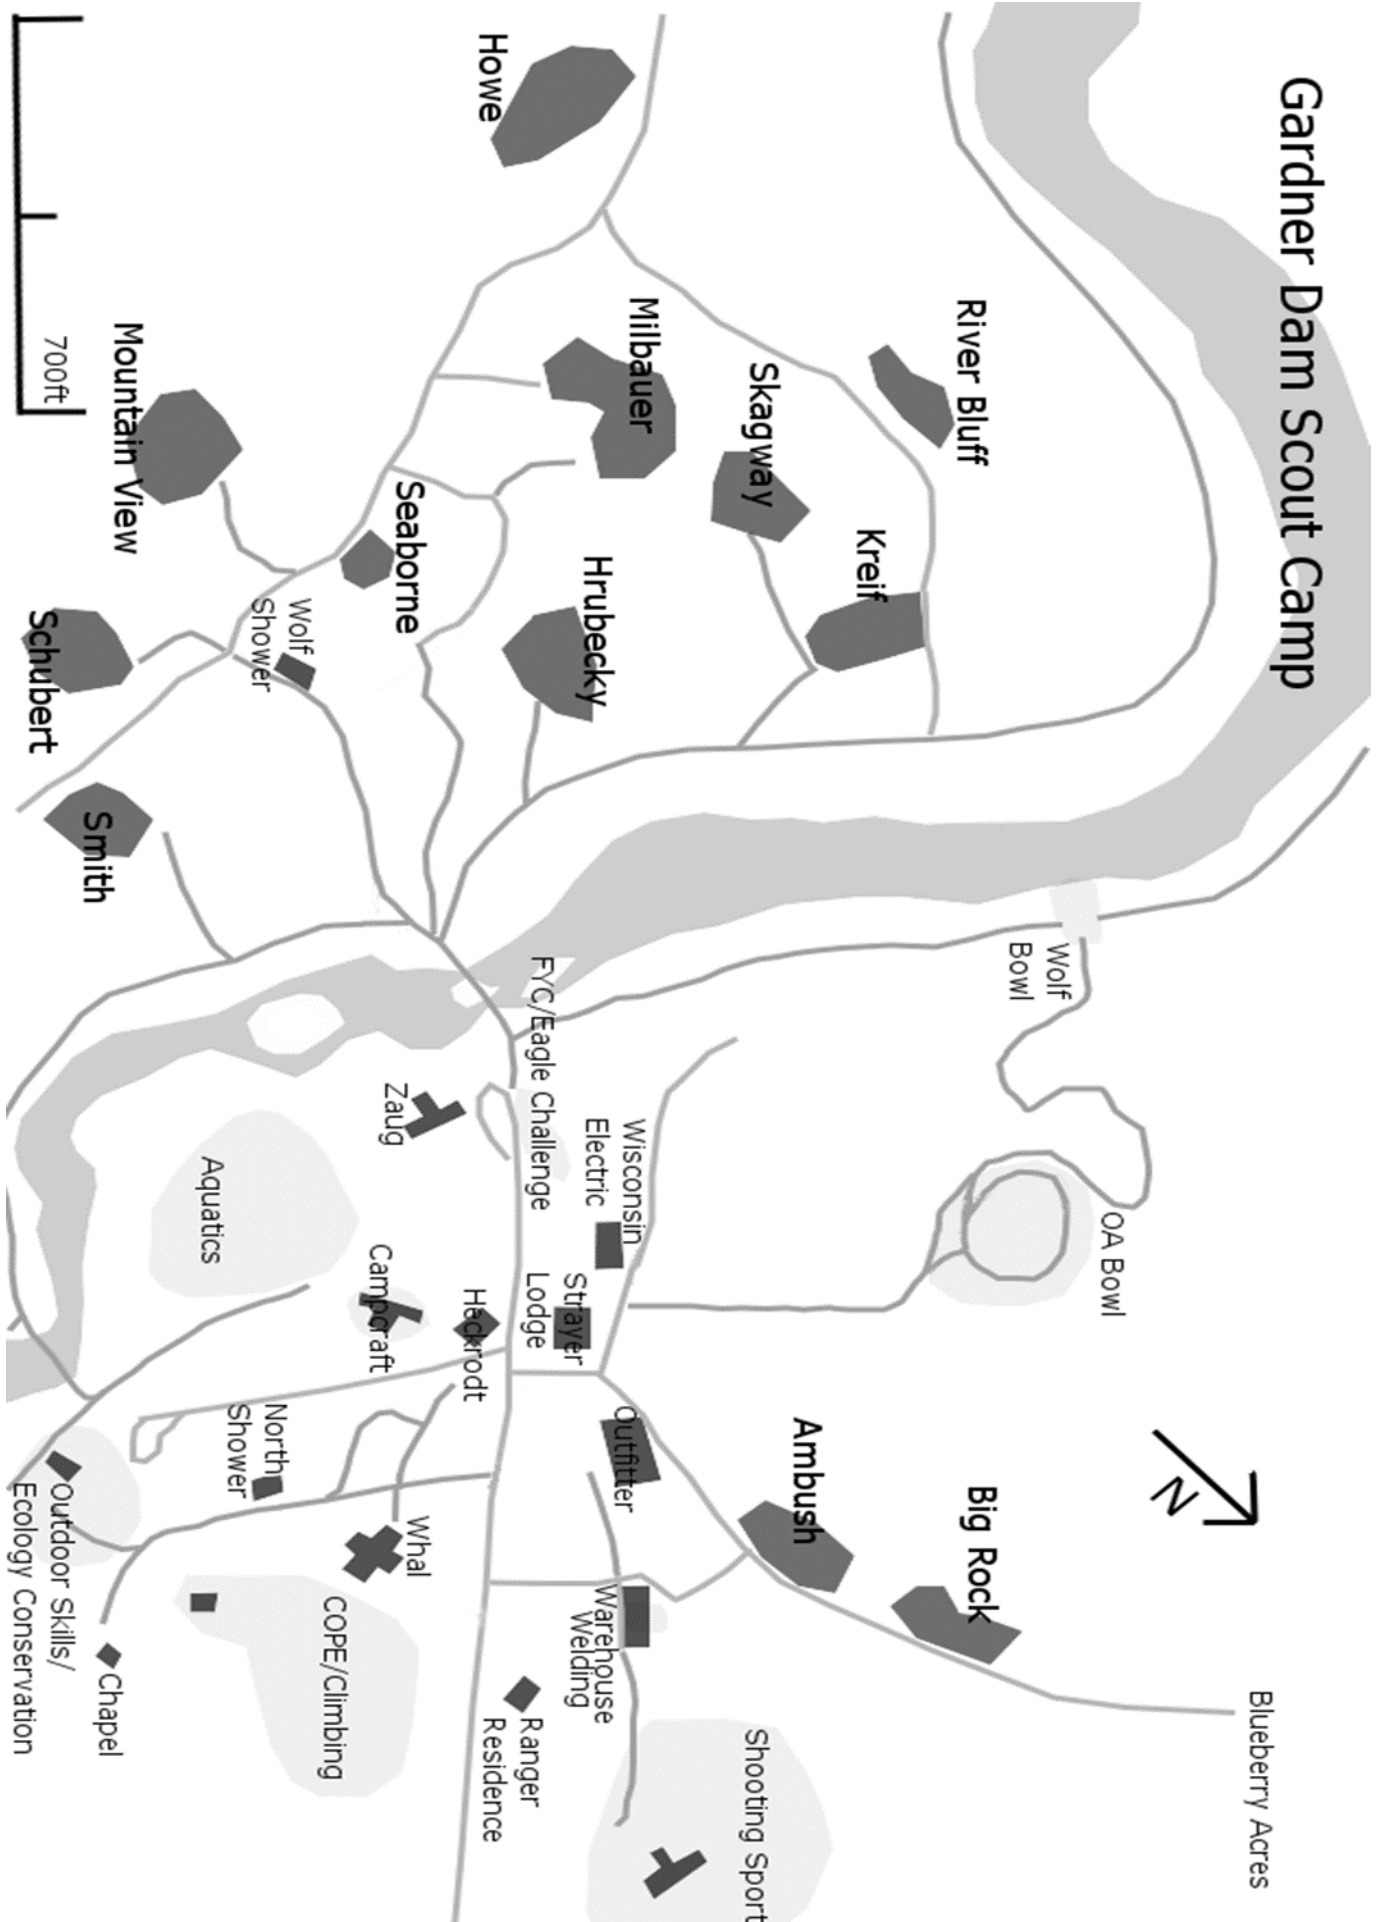 Gardner Dam Scout Camp
Howe
River Bluff
Milbauer
Skagway
Mountain View
700ft
Seaborne
Kreif
Hrubecky
Wolf
Shower
Schubert
Smith
Wolf
Bowl
FYC/Eagle Challenge
Zaug
Wisconsin
Electric
Aquatics
OA Bowl
Campcraft
Strayer
Lodge
Hackrodt
North
Shower
Outfitter
Ambush
Big Rock
N
Outdoor Skills/
Ecology Conservation
Whal
COPE/Climbing
Chapel
Warehouse
Welding
Ranger
Residence
Shooting Sport
Blueberry Acres